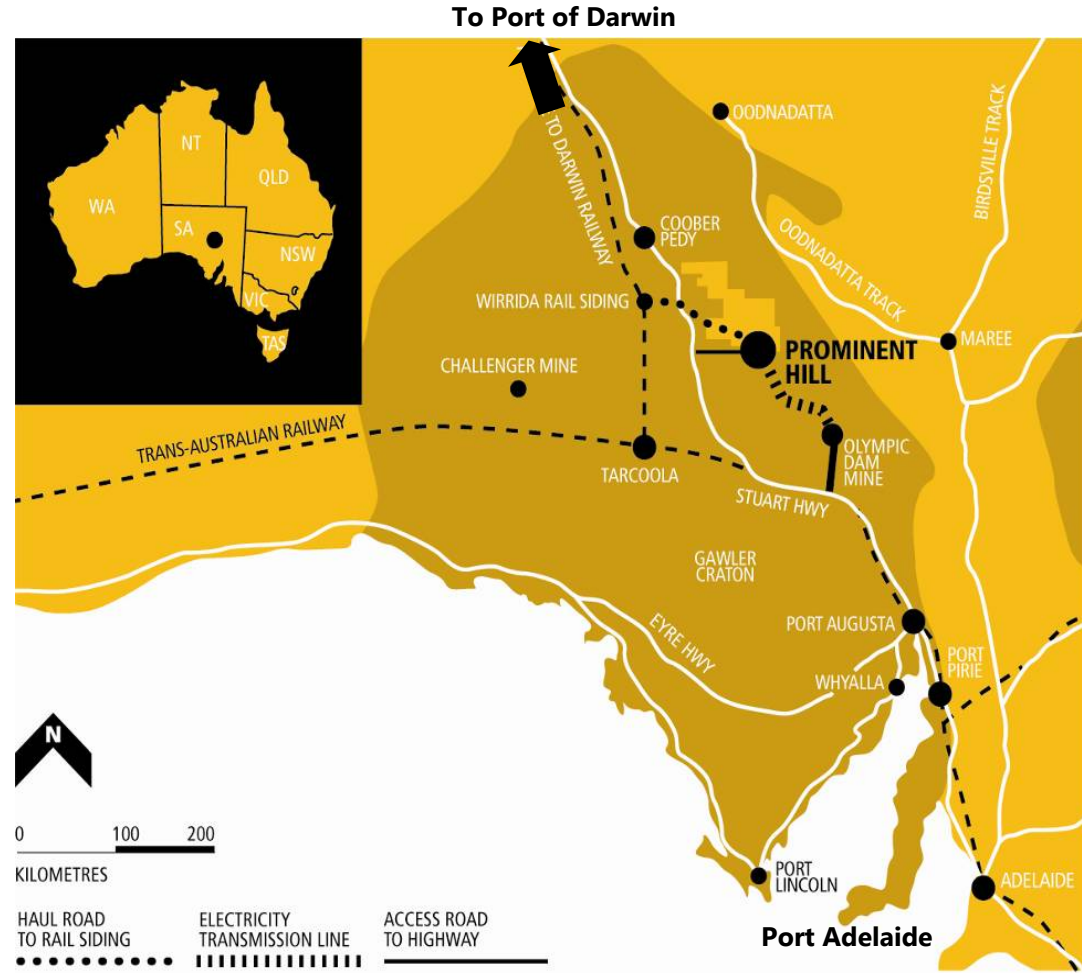 To Port of Darwin
NT
QLD
WA
SA
NSW
VIC
TAS
OODNADATTA
BIRDSVILLE TRACK
TO DARWIN RAILWAY
COOBER
PEDY
OODNADATTA TRACK
WIRRIDA RAIL SIDING
MAREE
PROMINENT
HILL
CHALLENGER MINE
TRANS-AUSTRALIAN RAILWAY
OLYMPIC
DAM
MINE
TARCOOLA
STUART HWY
GAWLER
CRATON
EYRE HWY
PORT AUGUSTA
PORT
PIRIE
WHYALLA
N
0 100 200
KILOMETRES
PORT
LINCOLN
ADELAIDE
Port Adelaide
HAUL ROAD
TO RAIL SIDING
ELECTRICITY
TRANSMISSION LINE
ACCESS ROAD
TO HIGHWAY